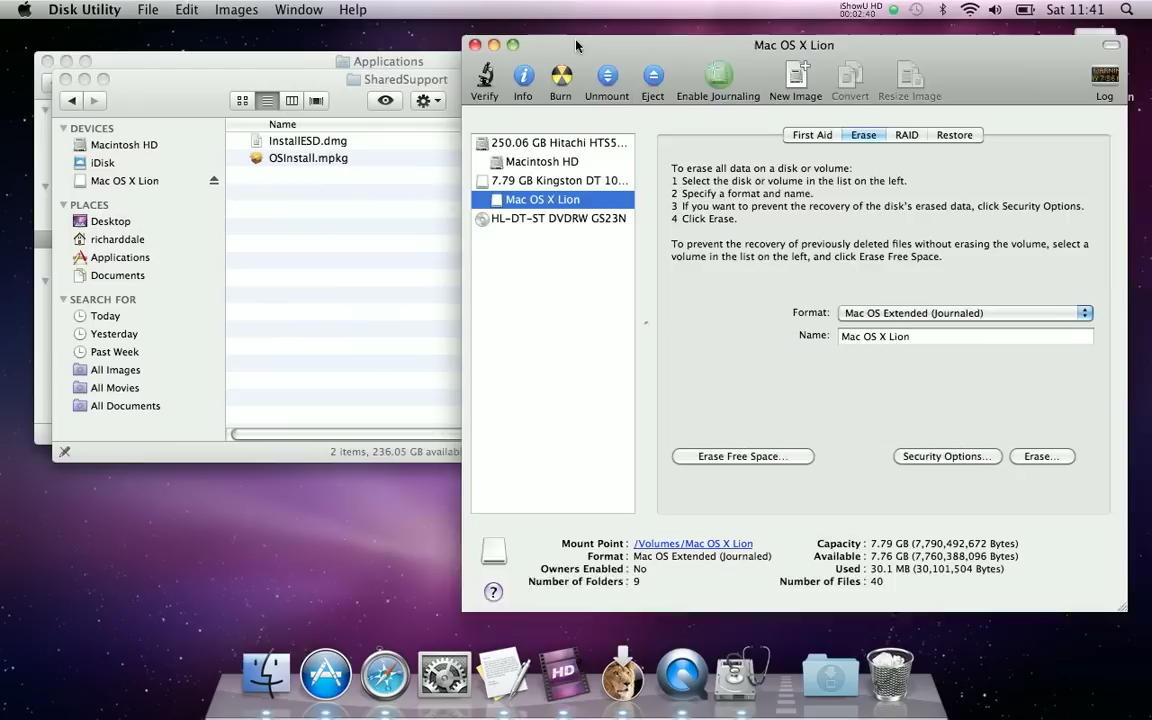 Disk Utility File Edit Images Window Help
iShowU HD
00:02:40
Sat 11:41
Applications
SharedSupport
Name
DEVICES
Macintosh HD
iDisk
Mac OS X Lion
PLACES
Desktop
richarddale
Applications
Documents
SEARCH FOR
Today
Yesterday
Past Week
All Images
All Movies
All Documents
InstallESD.dmg
OSInstall.mpkg
2 items, 236.05 GB availab
Mac OS X Lion
Verify Info Burn Unmount Eject Enable Journaling New Image Convert Resize Image Log
250.06 GB Hitachi HTS5...
Macintosh HD
7.79 GB Kingston DT 10...
Mac OS X Lion
HL-DT-ST DVDRW GS23N
First Aid Erase RAID Restore
To erase all data on a disk or volume:
1 Select the disk or volume in the list on the left.
2 Specify a format and name.
3 If you want to prevent the recovery of the disk's erased data, click Security Options.
4 Click Erase.
To prevent the recovery of previously deleted files without erasing the volume, select a
volume in the list on the left, and click Erase Free Space.
Format: Mac OS Extended (Journaled)
Name: Mac OS X Lion
Erase Free Space... Security Options... Erase...
Mount Point : /Volumes/Mac OS X Lion
Format : Mac OS Extended (Journaled)
Owners Enabled : No
Number of Folders : 9
Capacity : 7.79 GB (7,790,492,672 Bytes)
Available : 7.76 GB (7,760,388,096 Bytes)
Used : 30.1 MB (30,101,504 Bytes)
Number of Files : 40
?
HD